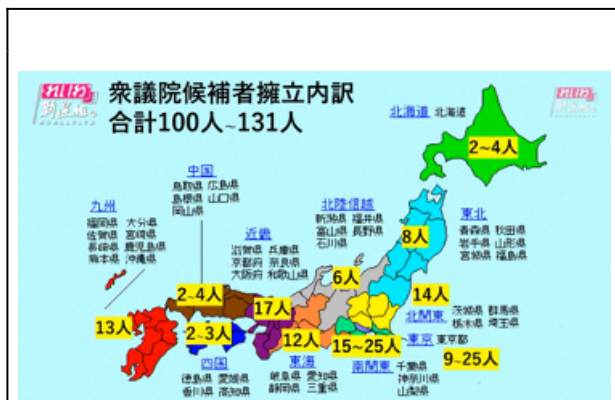 れいわ新選組
衆議院候補者擁立内訳
合計100人~131人
れいわ新選組
北海道 北海道
2~4人
中国
鳥取県 広島県
島根県 山口県
岡山県
九州
福岡県 大分県
佐賀県 宮崎県
長崎県 鹿児島県
熊本県 沖縄県
北陸信越
新潟県 福井県
富山県 長野県
石川県
東北
青森県 秋田県
岩手県 山形県
宮城県 福島県
近畿
滋賀県 兵庫県
京都府 奈良県
大阪府 和歌山県
8人
6人
2~4人
17人
14人
北関東 茨城県 群馬県
栃木県 埼玉県
13人
2~3人
12人
15~25人
東京 東京都
9~25人
四国
徳島県 愛媛県
香川県 高知県
東海
岐阜県 愛知県
静岡県 三重県
南関東 千葉県
神奈川県
山梨県